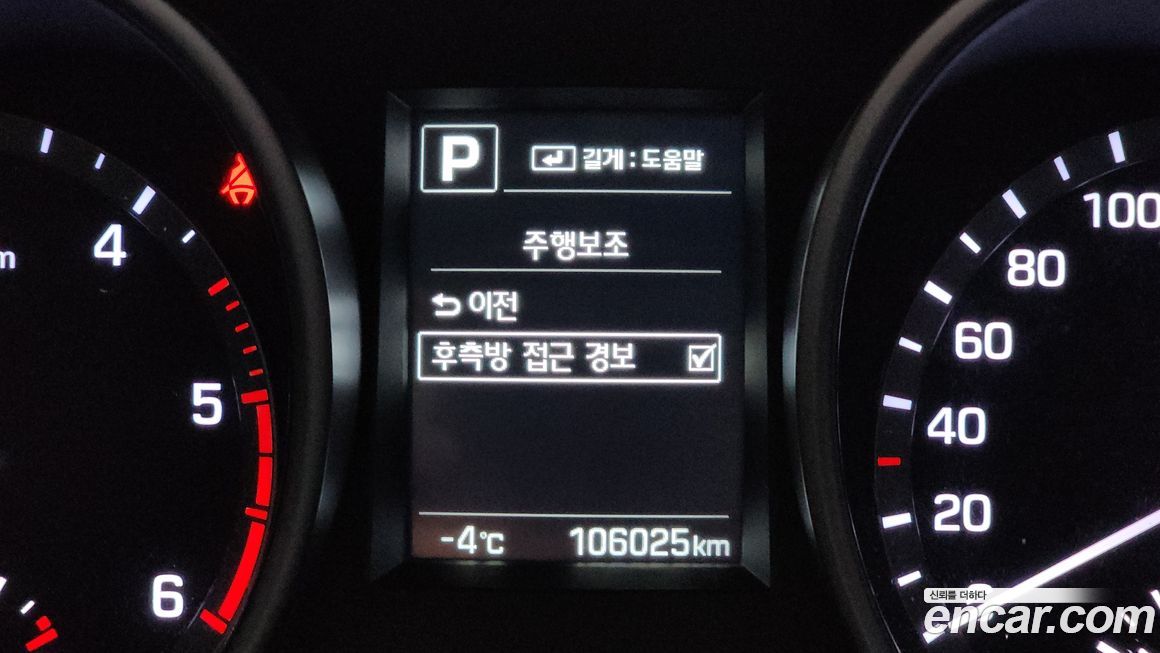 P
길게 : 도움말
주행보조
이전
후측방 접근 경보
-4°C
106025km
m
4
5
6
100
80
60
40
20
0
신뢰를 더하다
encar.com